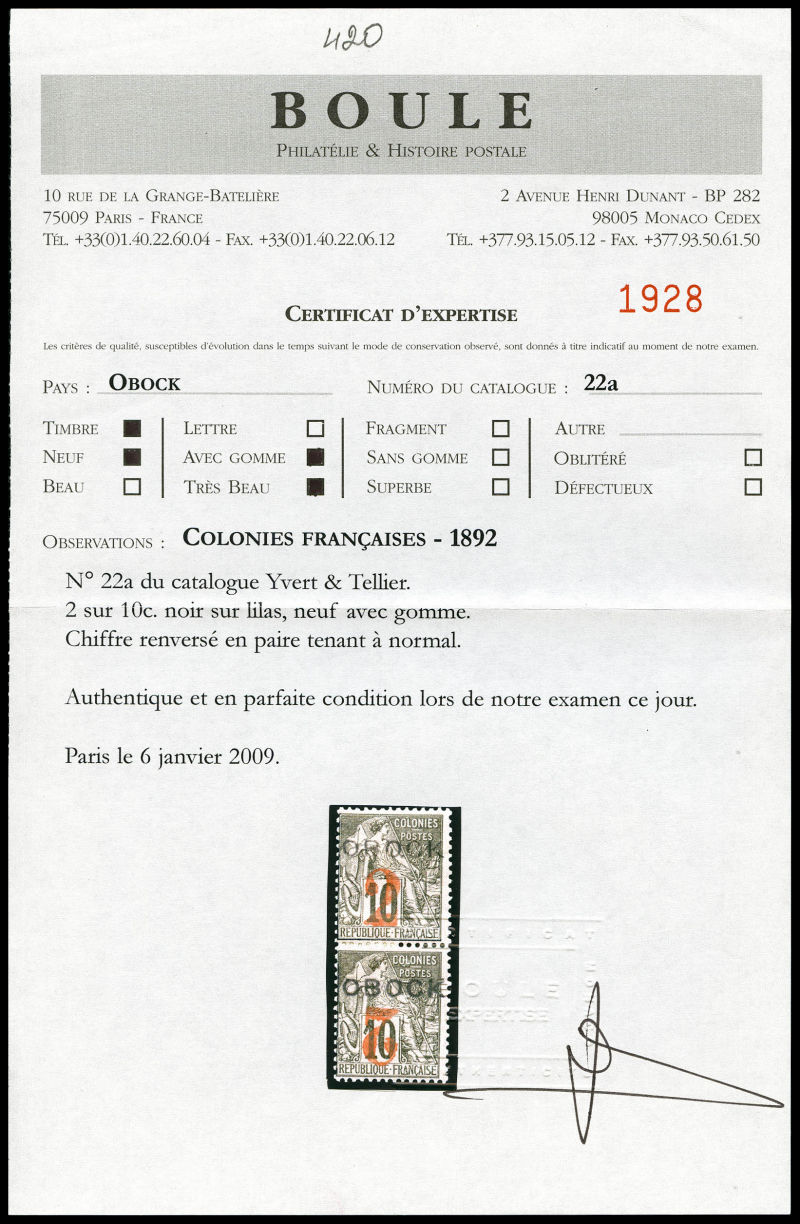 420
BOULE
PHILATÉLIE & HISTOIRE POSTALE
10 RUE DE LA GRANGE-BATELIÈRE
75009 PARIS - FRANCE
TÉL. +33(0)1.40.22.60.04 - FAX. +33(0)1.40.22.06.12
2 AVENUE HENRI DUNANT - BP 282
98005 MONACO CEDEX
TÉL. +377.93.15.05.12 - FAX. +377.93.50.61.50
1928
CERTIFICAT D'EXPERTISE
Les critères de qualité, susceptibles d'évolution dans le temps suivant le mode de conservation observé, sont donnés à titre indicatif au moment de notre examen.
PAYS : OBOCK NUMÉRO DU CATALOGUE : 22a
TIMBRE LETTRE FRAGMENT AUTRE
NEUF AVEC GOMME SANS GOMME OBLITÉRÉ
BEAU TRÈS BEAU SUPERBE DÉFECTUEUX
OBSERVATIONS : COLONIES FRANÇAISES - 1892
N° 22a du catalogue Yvert & Tellier.
2 sur 10c. noir sur lilas, neuf avec gomme.
Chiffre renversé en paire tenant à normal.
Authentique et en parfaite condition lors de notre examen ce jour.
Paris le 6 janvier 2009.
COLONIES
POSTES
OBOCK
2
10
REPUBLIQUE FRANÇAISE
COLONIES
POSTES
OBOCK
2
10
REPUBLIQUE FRANÇAISE
BOULE
EXPERTISE